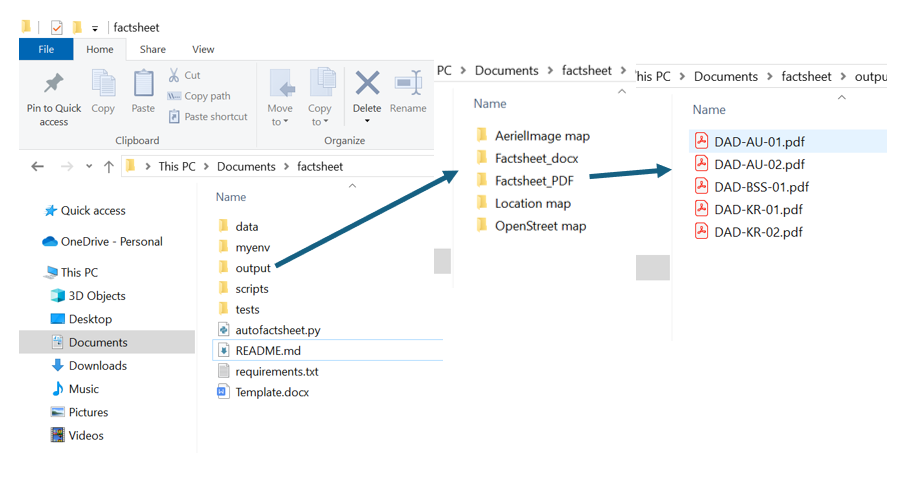 factsheet
File Home Share View
Pin to Quick access
Copy
Paste
Cut
Copy path
Paste shortcut
Move to
Copy to
Delete
Rename
Clipboard
Organize
This PC > Documents > factsheet
Quick access
OneDrive - Personal
This PC
3D Objects
Desktop
Documents
Downloads
Music
Pictures
Videos
Name
data
myenv
output
scripts
tests
autofactsheet.py
README.md
requirements.txt
Template.docx
PC > Documents > factsheet >
Name
AerielImage map
Factsheet_docx
Factsheet_PDF
Location map
OpenStreet map
his PC > Documents > factsheet > outpu
Name
DAD-AU-01.pdf
DAD-AU-02.pdf
DAD-BSS-01.pdf
DAD-KR-01.pdf
DAD-KR-02.pdf